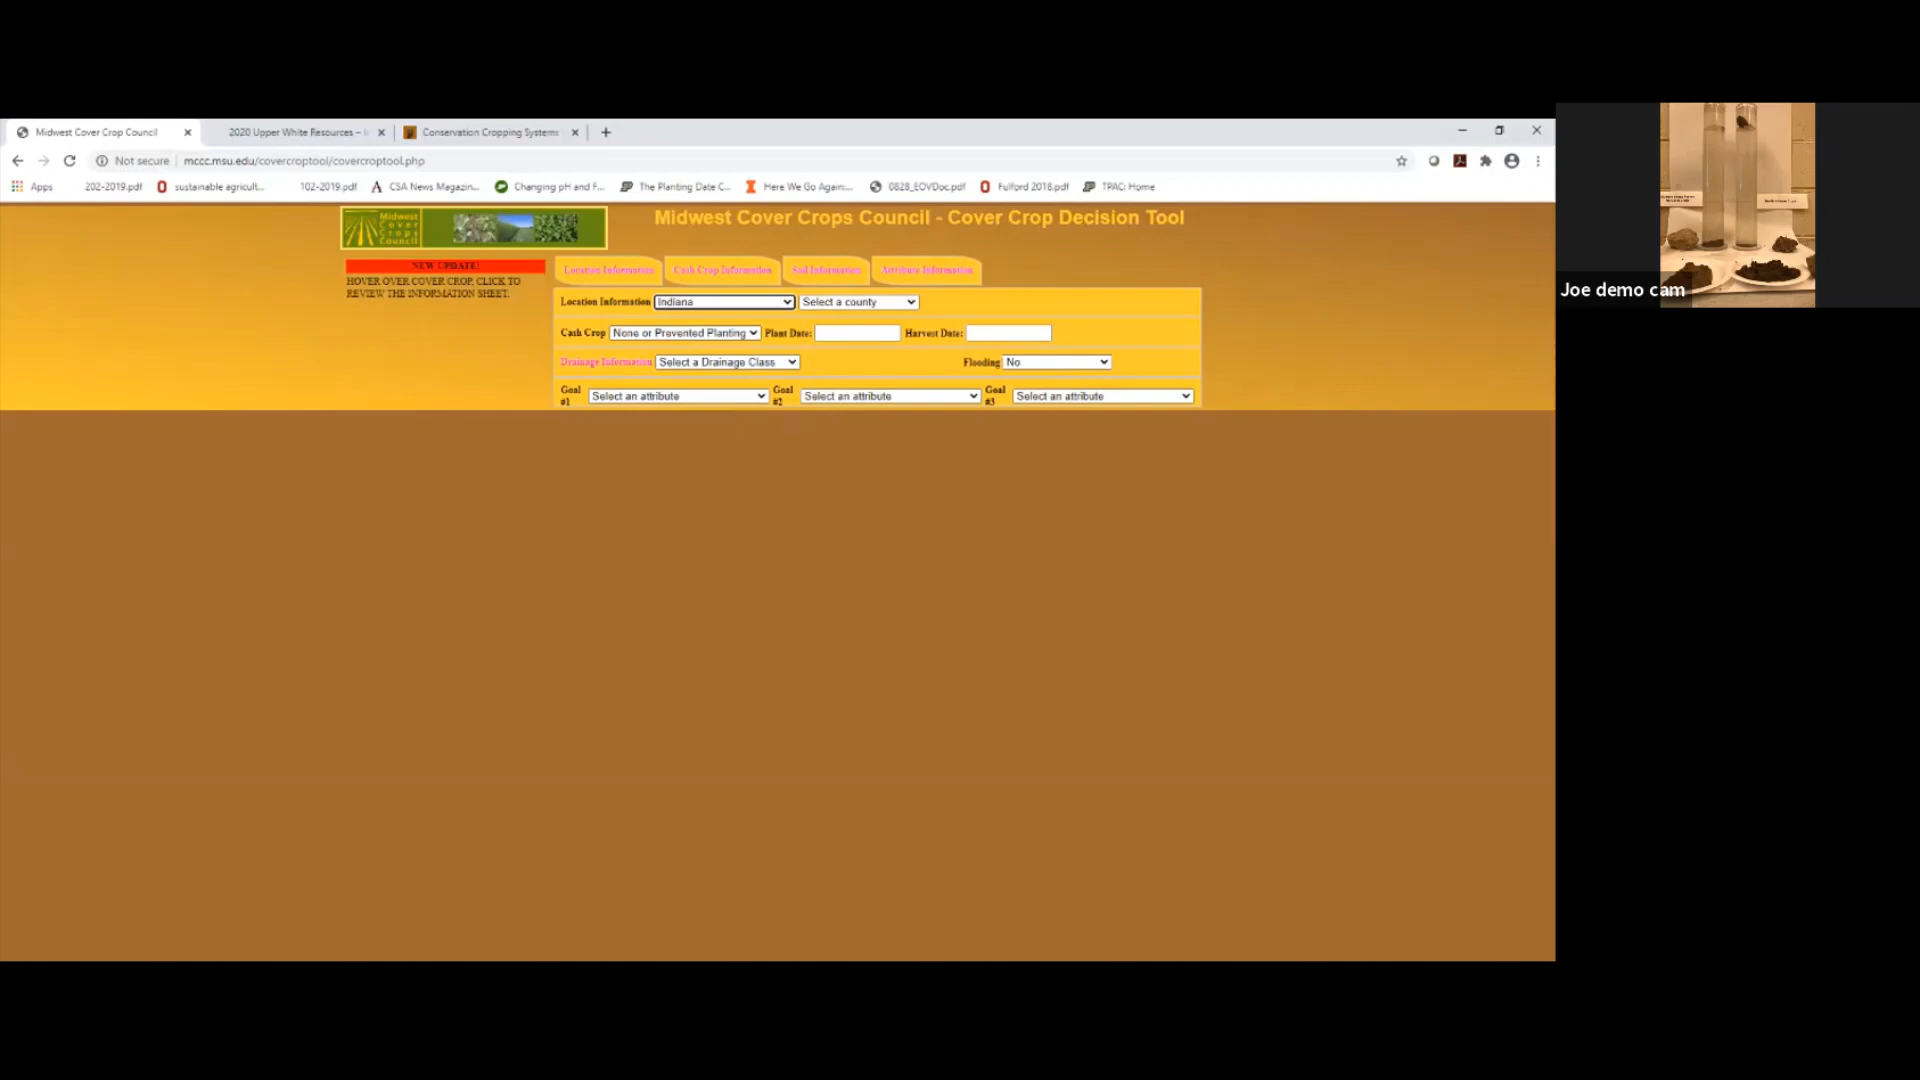 Midwest Cover Crop Council
2020 Upper White Resources –
Conservation Cropping Systems
Not secure
mccc.msu.edu/covercroptool/covercroptool.php
Apps
202-2019.pdf
sustainable agricult...
102-2019.pdf
CSA News Magazin...
Changing pH and F...
The Planting Date C...
Here We Go Again:...
0828_EOVDoc.pdf
Fulford 2018.pdf
TPAC: Home
Midwest
Cover
Crops
Council
Midwest Cover Crops Council - Cover Crop Decision Tool
NEW UPDATE!
HOVER OVER COVER CROP, CLICK TO
REVIEW THE INFORMATION SHEET.
Location Information
Cash Crop Information
Soil Information
Attribute Information
Location Information Indiana Select a county
Cash Crop None or Prevented Planting Plant Date: Harvest Date:
Drainage Information Select a Drainage Class Flooding No
Goal #1 Select an attribute Goal #2 Select an attribute Goal #3 Select an attribute
Joe demo cam